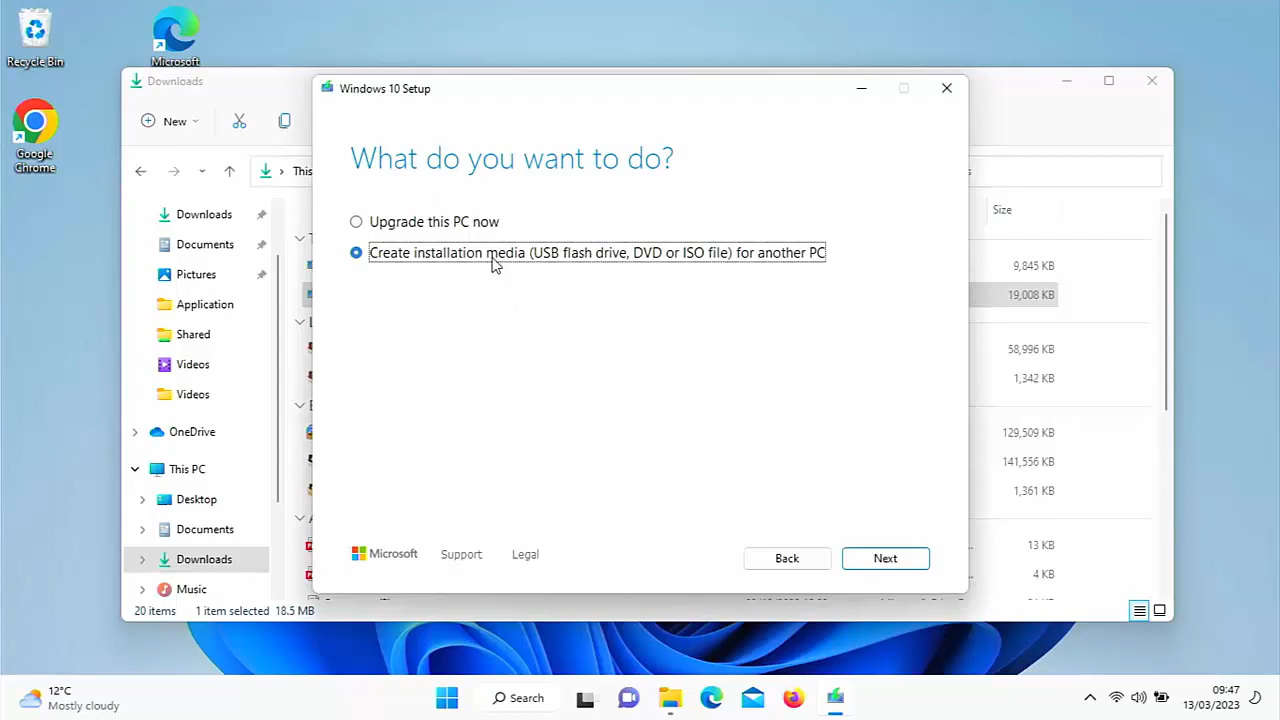 Recycle Bin
Microsoft
Google
Chrome
Downloads
New
This
Windows 10 Setup
What do you want to do?
Upgrade this PC now
Create installation media (USB flash drive, DVD or ISO file) for another PC
Microsoft
Support
Legal
Back
Next
Downloads
Documents
Pictures
Application
Shared
Videos
Videos
OneDrive
This PC
Desktop
Documents
Downloads
Music
Size
9,845 KB
19,008 KB
58,996 KB
1,342 KB
129,509 KB
141,556 KB
1,361 KB
13 KB
4 KB
20 items 1 item selected 18.5 MB
12°C
Mostly cloudy
Search
09:47
13/03/2023